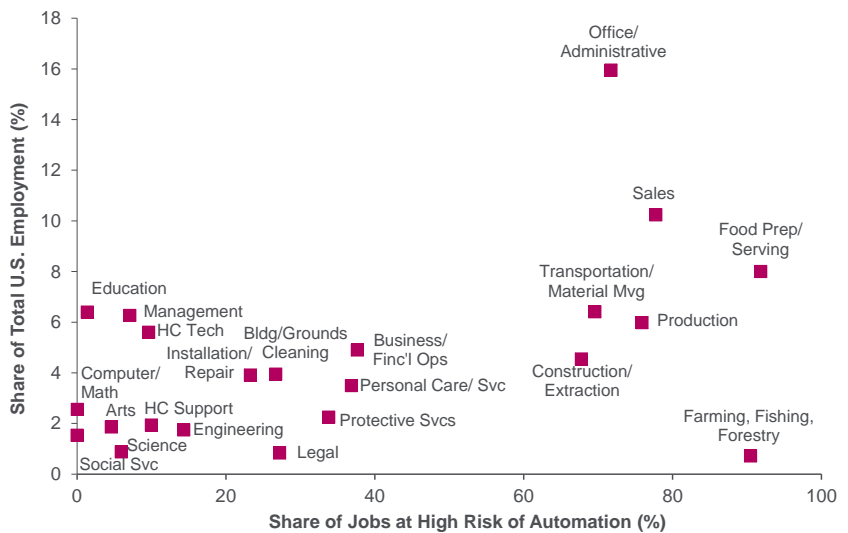 Share of Total U.S. Employment (%)
18
16
14
12
10
8
6
4
2
0
Office/
Administrative
Sales
Food Prep/
Serving
Transportation/
Material Mvg
Production
Construction/
Extraction
Farming, Fishing,
Forestry
Education
Management
HC Tech
Bldg/Grounds
Cleaning
Business/
Finc'l Ops
Installation/
Repair
Personal Care/ Svc
Computer/
Math
Arts
HC Support
Engineering
Protective Svcs
Science
Social Svc
Legal
0
20
40
60
80
100
Share of Jobs at High Risk of Automation (%)